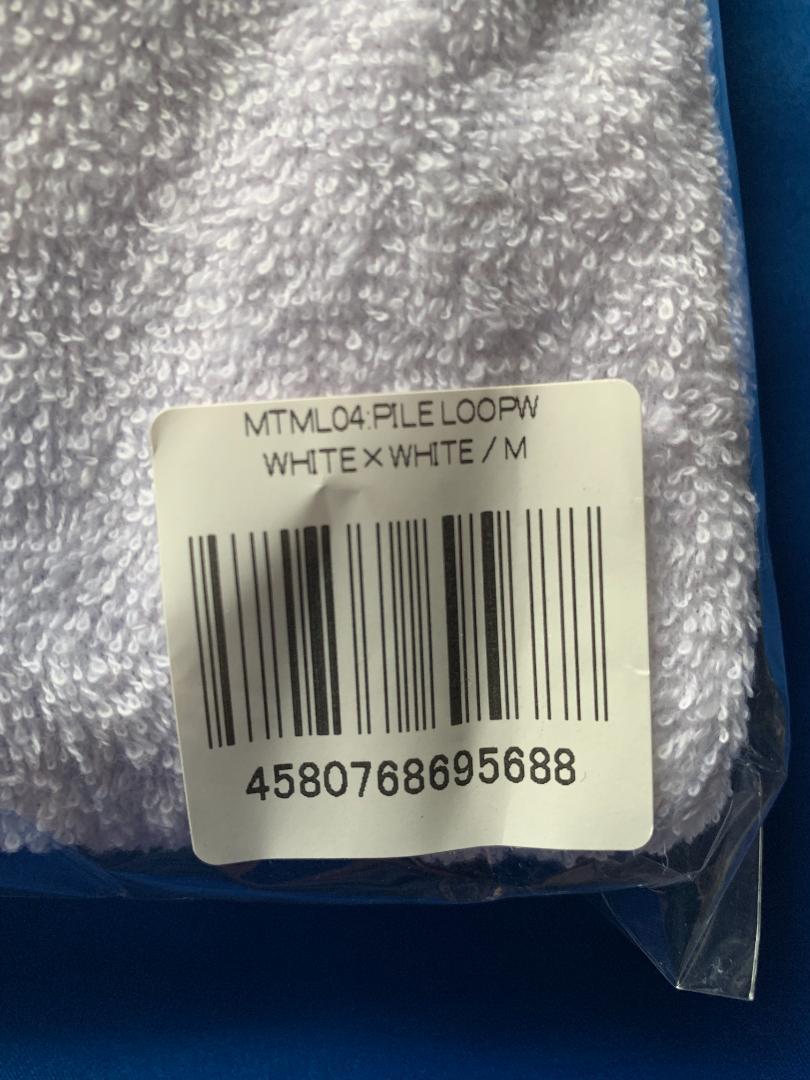 MTML04:PILE LOOPW
WHITE×WHITE / M
4580768695688